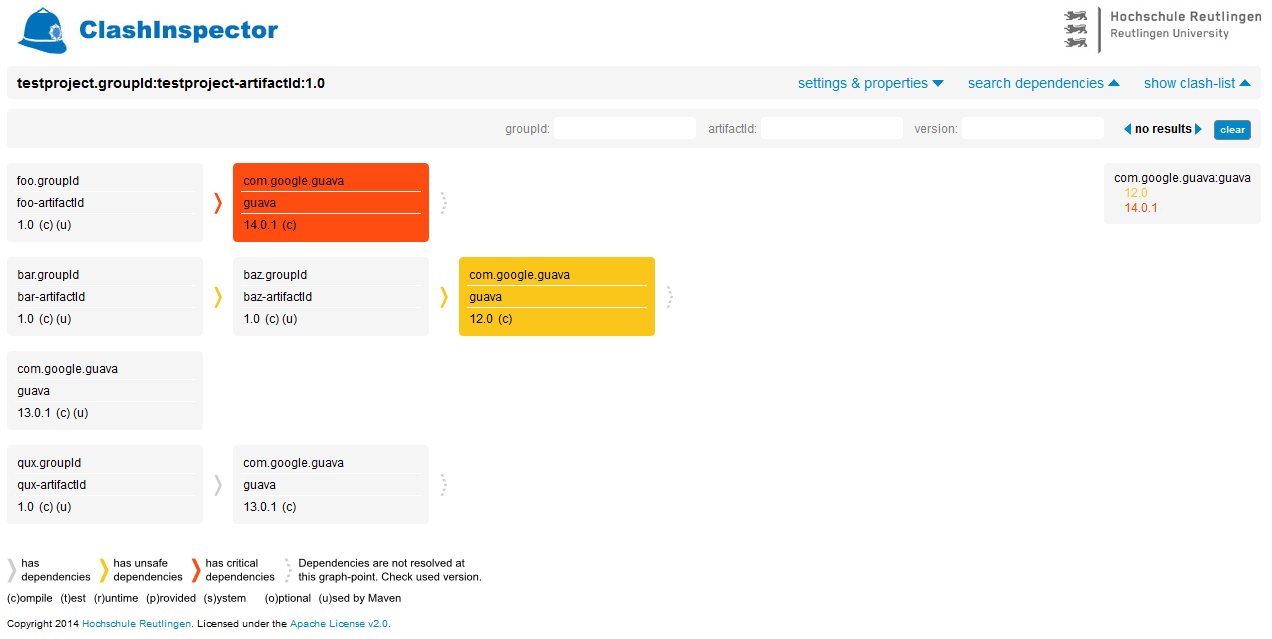 ClashInspector
Hochschule Reutlingen
Reutlingen University
testproject.groupId:testproject-artifactId:1.0
settings & properties
search dependencies
show clash-list
groupId:
artifactId:
version:
no results
clear
foo.groupId
foo-artifactId
1.0 (c) (u)
com.google.guava
guava
14.0.1 (c)
com.google.guava:guava
12.0
14.0.1
bar.groupId
bar-artifactId
1.0 (c) (u)
baz.groupId
baz-artifactId
1.0 (c) (u)
com.google.guava
guava
12.0 (c)
com.google.guava
guava
13.0.1 (c) (u)
qux.groupId
qux-artifactId
1.0 (c) (u)
com.google.guava
guava
13.0.1 (c)
has
dependencies
has unsafe
dependencies
has critical
dependencies
Dependencies are not resolved at
this graph-point. Check used version.
(c)ompile (t)est (r)untime (p)rovided (s)ystem (o)ptional (u)sed by Maven
Copyright 2014 Hochschule Reutlingen. Licensed under the Apache License v2.0.